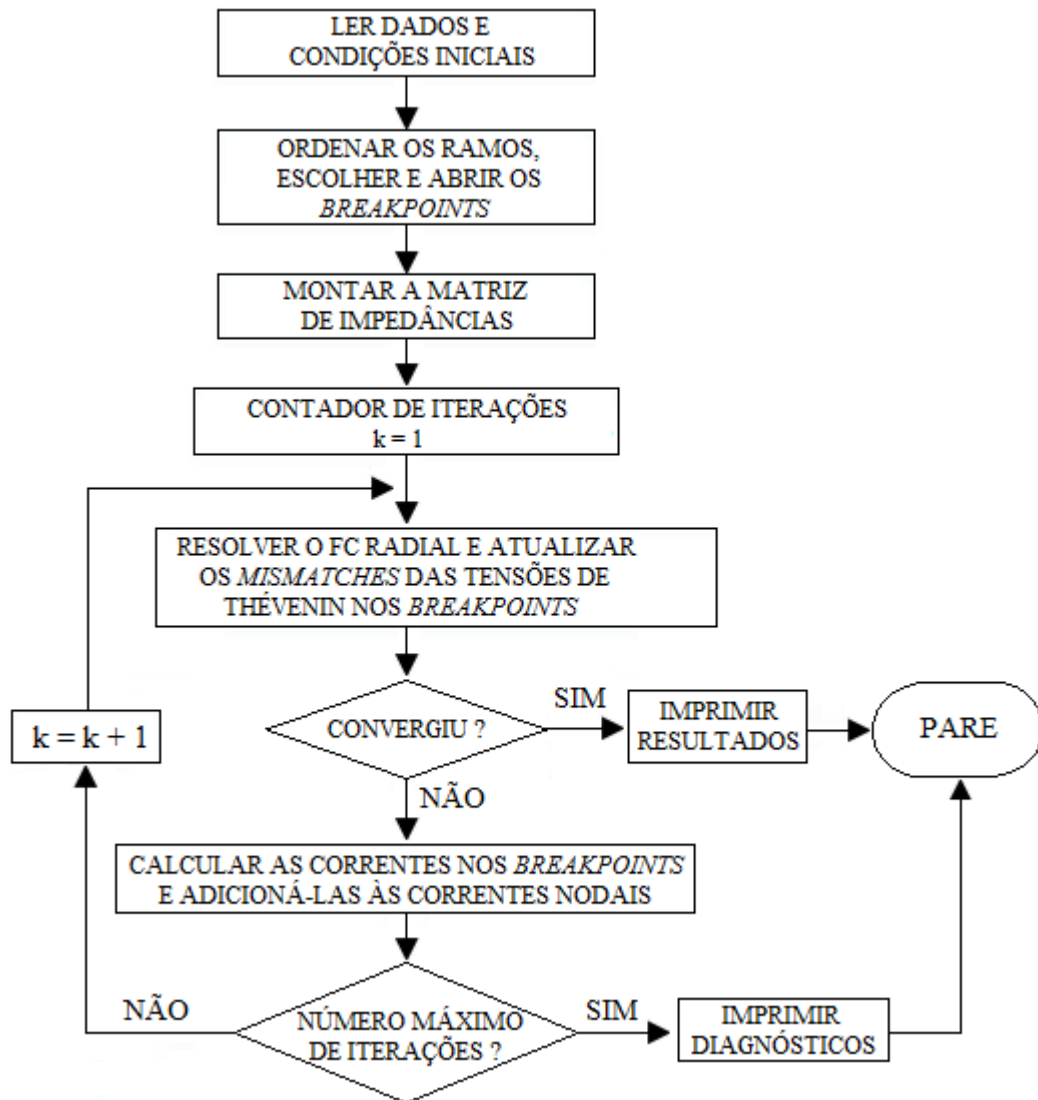 LER DADOS E
CONDIÇÕES INICIAIS
ORDENAR OS RAMOS,
ESCOLHER E ABRIR OS
BREAKPOINTS
MONTAR A MATRIZ
DE IMPEDÂNCIAS
CONTADOR DE ITERAÇÕES
k = 1
RESOLVER O FC RADIAL E ATUALIZAR
OS MISMATCHES DAS TENSÕES DE
THÉVENIN NOS BREAKPOINTS
CONVERGIU ?
SIM
IMPRIMIR
RESULTADOS
PARE
k = k + 1
NÃO
CALCULAR AS CORRENTES NOS BREAKPOINTS
E ADICIONÁ-LAS ÀS CORRENTES NODAIS
NÃO
NÚMERO MÁXIMO
DE ITERAÇÕES ?
SIM
IMPRIMIR
DIAGNÓSTICOS